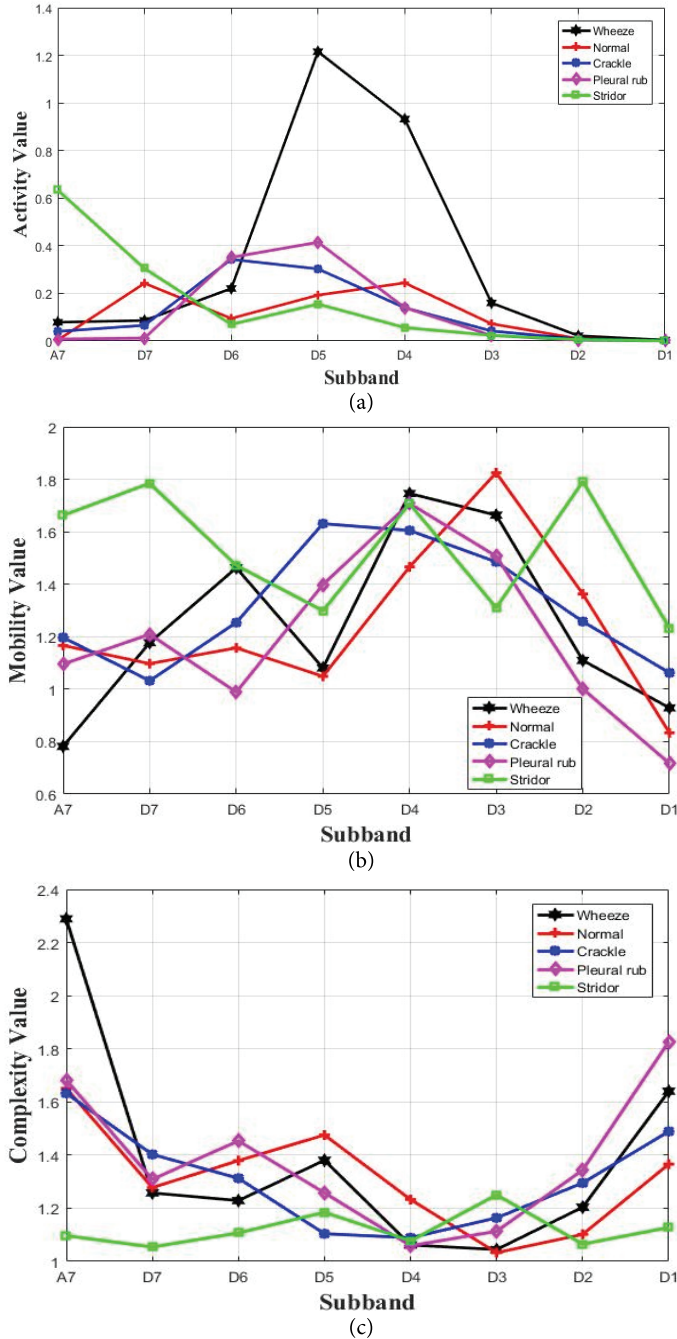 1.4
1.2
1
0.8
0.6
0.4
0.2
0
Activity Value
Wheeze
Normal
Crackle
Pleural rub
Stridor
A7 D7 D6 D5 D4 D3 D2 D1
Subband
(a)
2
1.8
1.6
1.4
1.2
1
0.8
0.6
Mobility Value
Wheeze
Normal
Crackle
Pleural rub
Stridor
A7 D7 D6 D5 D4 D3 D2 D1
Subband
(b)
2.4
2.2
2
1.8
1.6
1.4
1.2
1
Complexity Value
Wheeze
Normal
Crackle
Pleural rub
Stridor
A7 D7 D6 D5 D4 D3 D2 D1
Subband
(c)